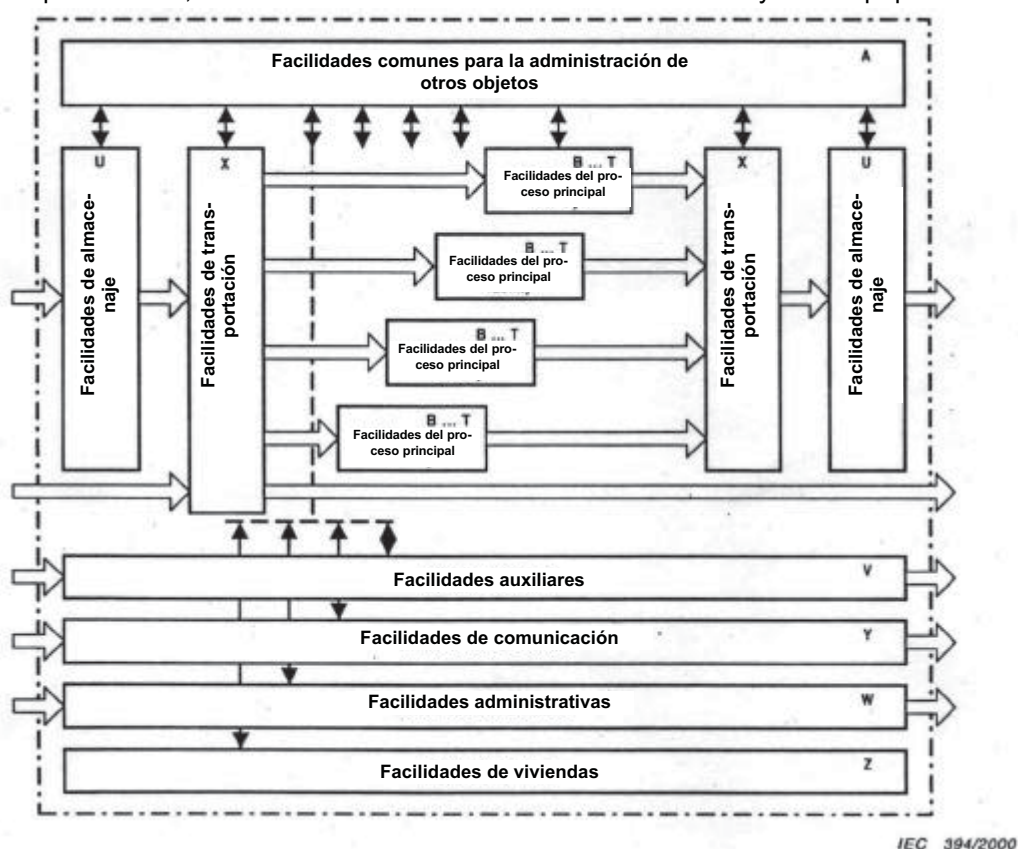 Facilidades comunes para la administración de
otros objetos
A
U
Facilidades de almace-
naje
X
Facilidades de trans-
portación
B ... T
Facilidades del pro-
ceso principal
B ... T
Facilidades del pro-
ceso principal
B ... T
Facilidades del pro-
ceso principal
B ... T
Facilidades del pro-
ceso principal
X
Facilidades de trans-
portación
U
Facilidades de almace-
naje
Facilidades auxiliares
V
Facilidades de comunicación
Y
Facilidades administrativas
W
Facilidades de viviendas
Z
IEC 394/2000